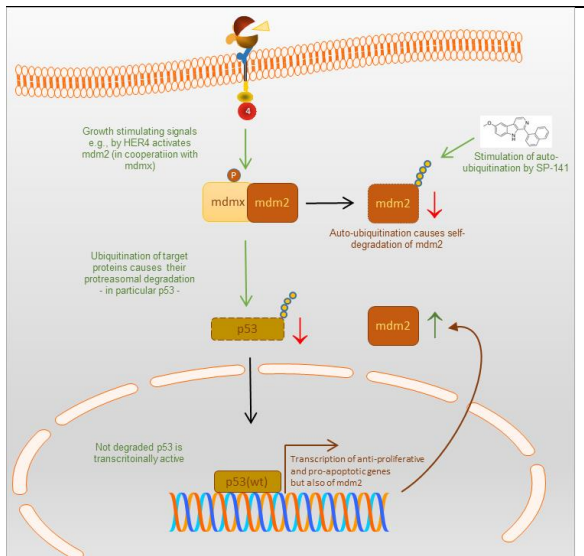 4
Growth stimulating signals
e.g., by HER4 activates
mdm2 (in cooperatiion with
mdmx)
Stimulation of auto-
ubiquitination by SP-141
P
mdmx
mdm2
mdm2
Auto-ubiquitination causes self-
degradation of mdm2
Ubiquitination of target
proteins causes their
protreasomal degradation
- in particular p53 -
p53
mdm2
Not degraded p53 is
transcritoinally active
Transcription of anti-proliferative
and pro-apoptotic genes
but also of mdm2
p53(wt)